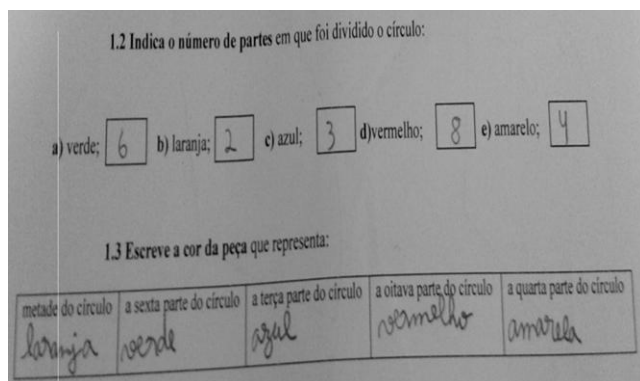 1.2 Indica o número de partes em que foi dividido o círculo:
a) verde; 6 b) laranja; 2 c) azul; 3 d)vermelho; 8 e) amarelo; 4
1.3 Escreve a cor da peça que representa:
metade do círculo a sexta parte do círculo a terça parte do círculo a oitava parte do círculo a quarta parte do círculo
laranja verde azul vermelho amarela